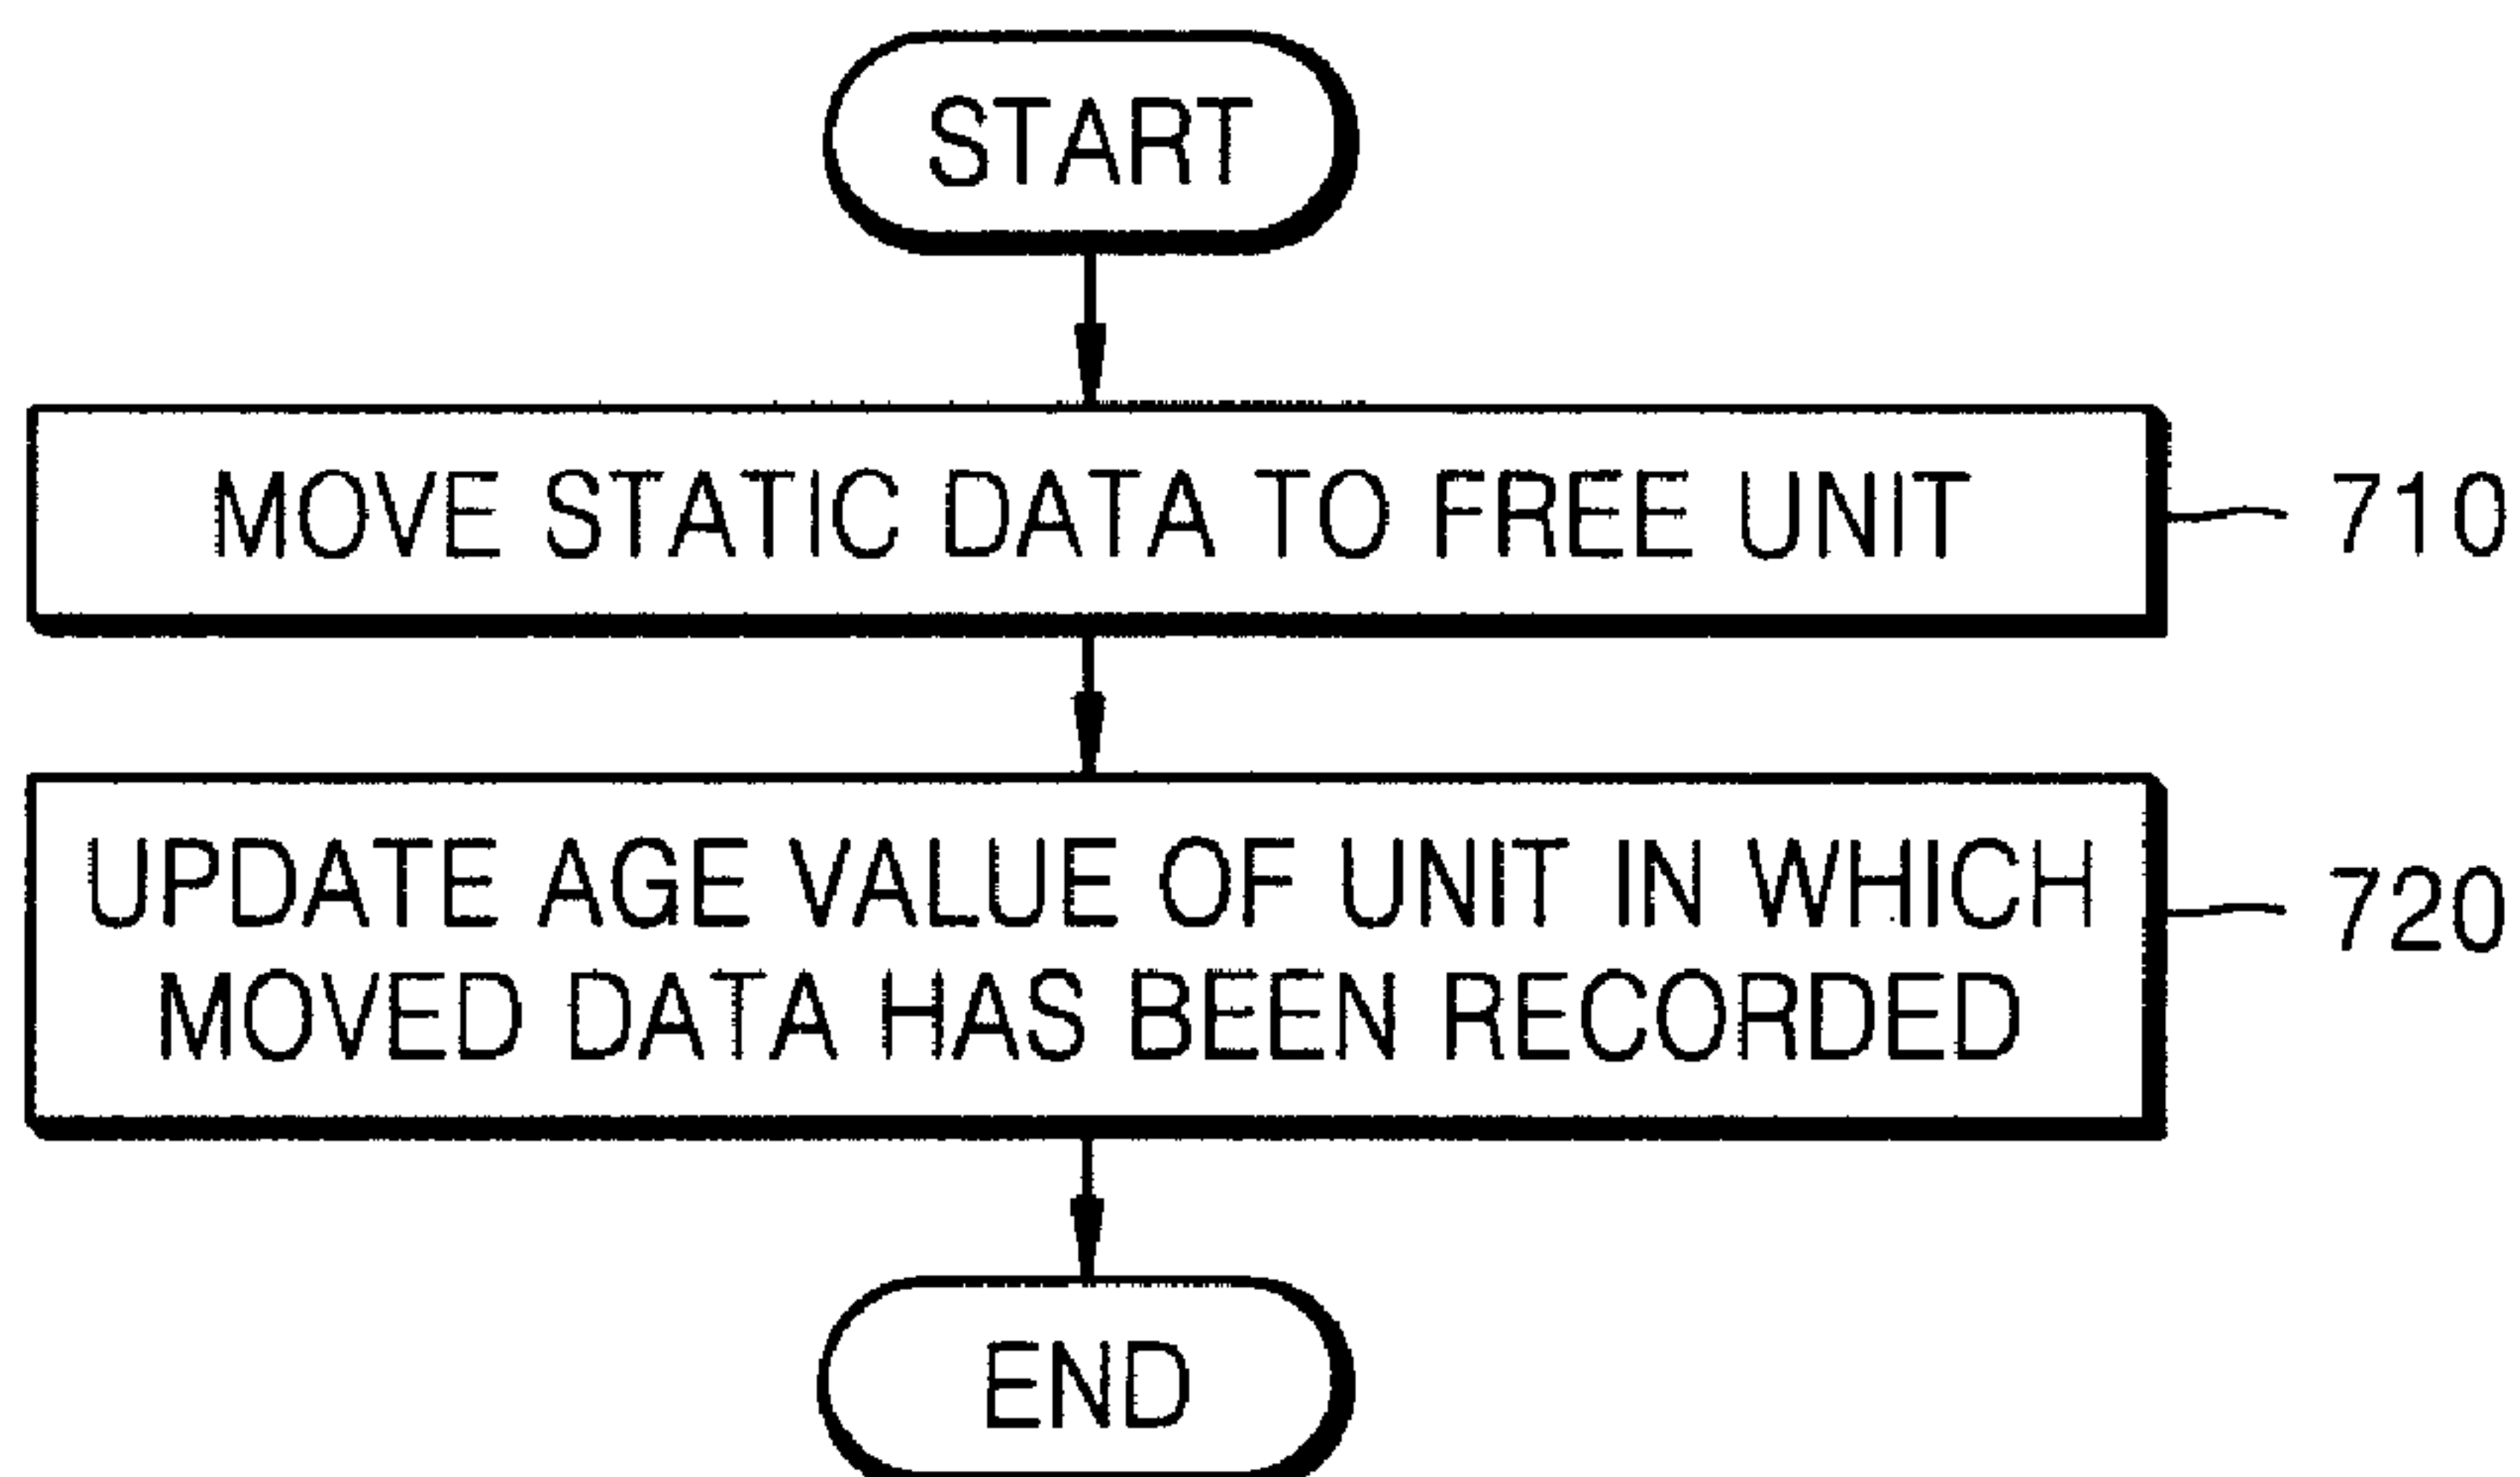 START
MOVE STATIC DATA TO FREE UNIT
710
UPDATE AGE VALUE OF UNIT IN WHICH
MOVED DATA HAS BEEN RECORDED
720
END